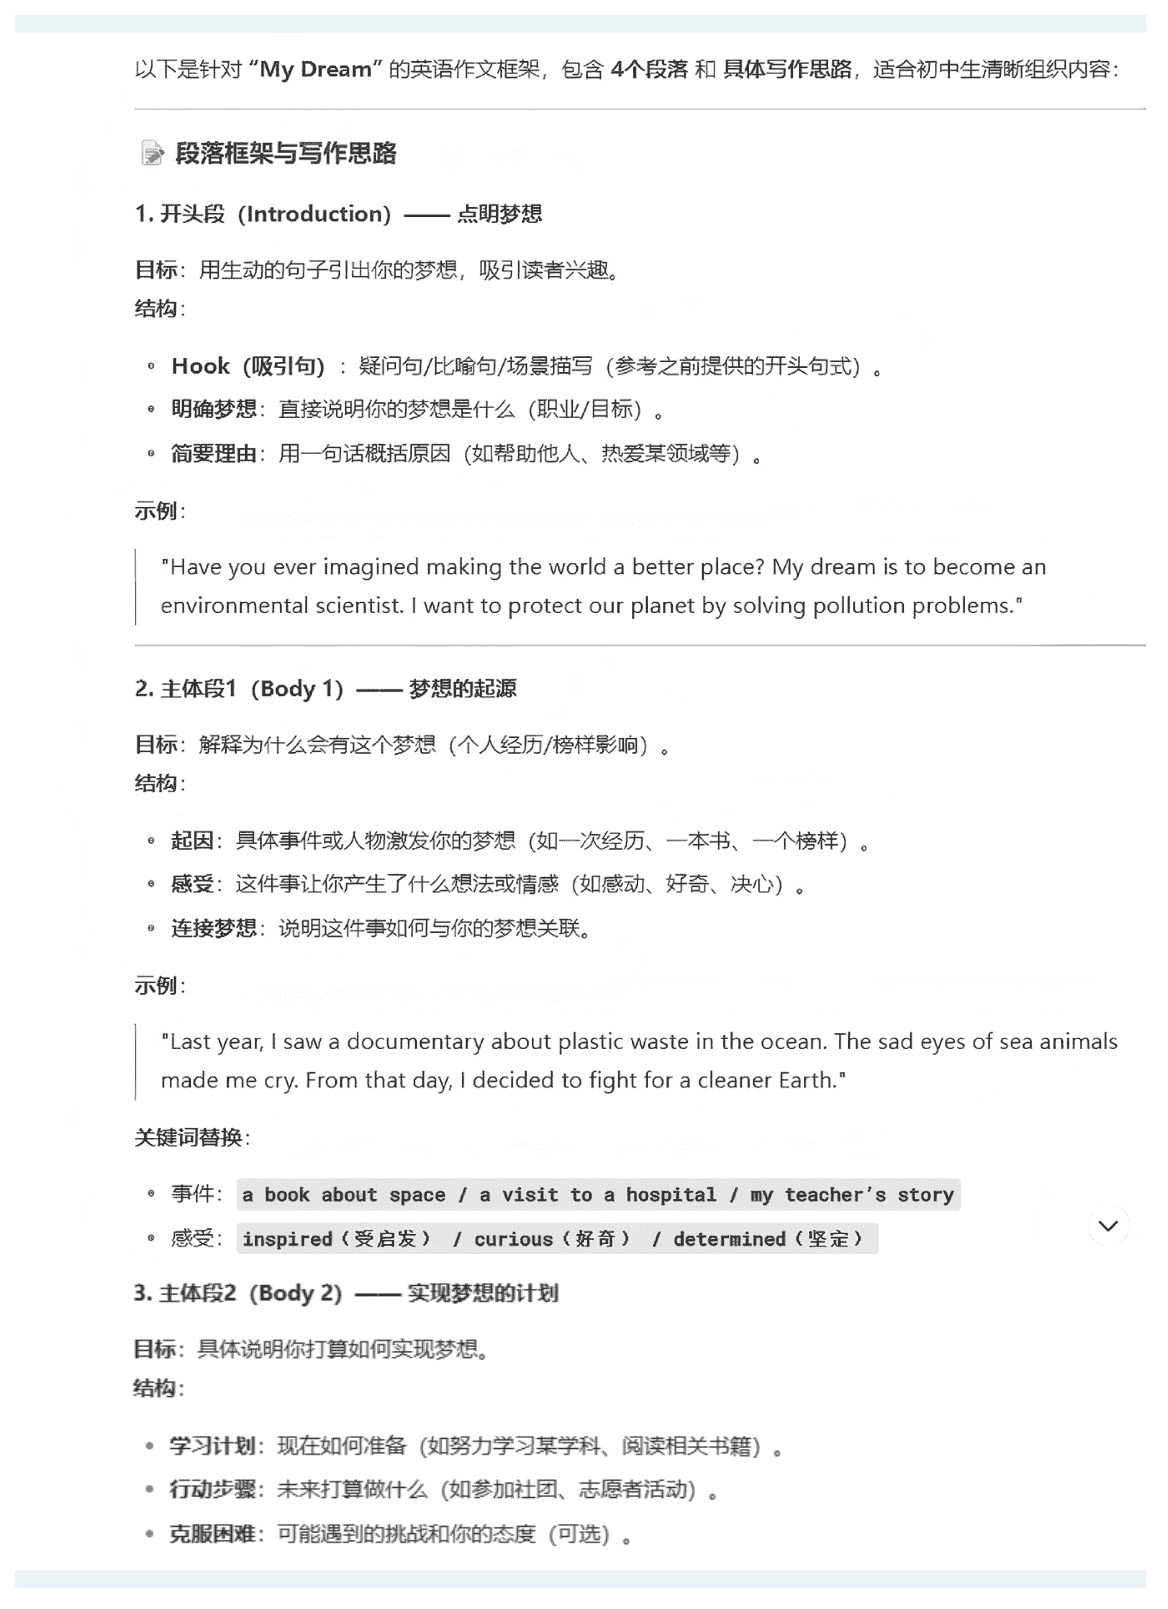 以下是针对 “My Dream” 的英语作文框架，包含 4个段落 和 具体写作思路，适合初中生清晰组织内容：
段落框架与写作思路
1. 开头段（Introduction）—— 点明梦想
目标：用生动的句子引出你的梦想，吸引读者兴趣。
结构：
• Hook（吸引句）：疑问句/比喻句/场景描写（参考之前提供的开头句式）。
• 明确梦想：直接说明你的梦想是什么（职业/目标）。
• 简要理由：用一句话概括原因（如帮助他人、热爱某领域等）。
示例：
"Have you ever imagined making the world a better place? My dream is to become an
environmental scientist. I want to protect our planet by solving pollution problems."
2. 主体段1（Body 1）—— 梦想的起源
目标：解释为什么会有这个梦想（个人经历/榜样影响）。
结构：
• 起因：具体事件或人物激发你的梦想（如一次经历、一本书、一个榜样）。
• 感受：这件事让你产生了什么想法或情感（如感动、好奇、决心）。
• 连接梦想：说明这件事如何与你的梦想关联。
示例：
"Last year, I saw a documentary about plastic waste in the ocean. The sad eyes of sea animals
made me cry. From that day, I decided to fight for a cleaner Earth."
关键词替换：
• 事件：a book about space / a visit to a hospital / my teacher’s story
• 感受：inspired（受启发） / curious（好奇） / determined（坚定）
3. 主体段2（Body 2）—— 实现梦想的计划
目标：具体说明你打算如何实现梦想。
结构：
• 学习计划：现在如何准备（如努力学习某学科、阅读相关书籍）。
• 行动步骤：未来打算做什么（如参加社团、志愿者活动）。
• 克服困难：可能遇到的挑战和你的态度（可选）。